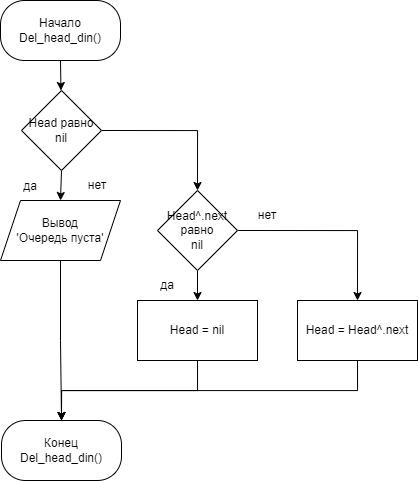 Начало
Del_head_din()
Head равно
nil
да
нет
Вывод
'Очередь пуста'
Head^.next
равно
nil
нет
да
Head = nil
Head = Head^.next
Конец
Del_head_din()